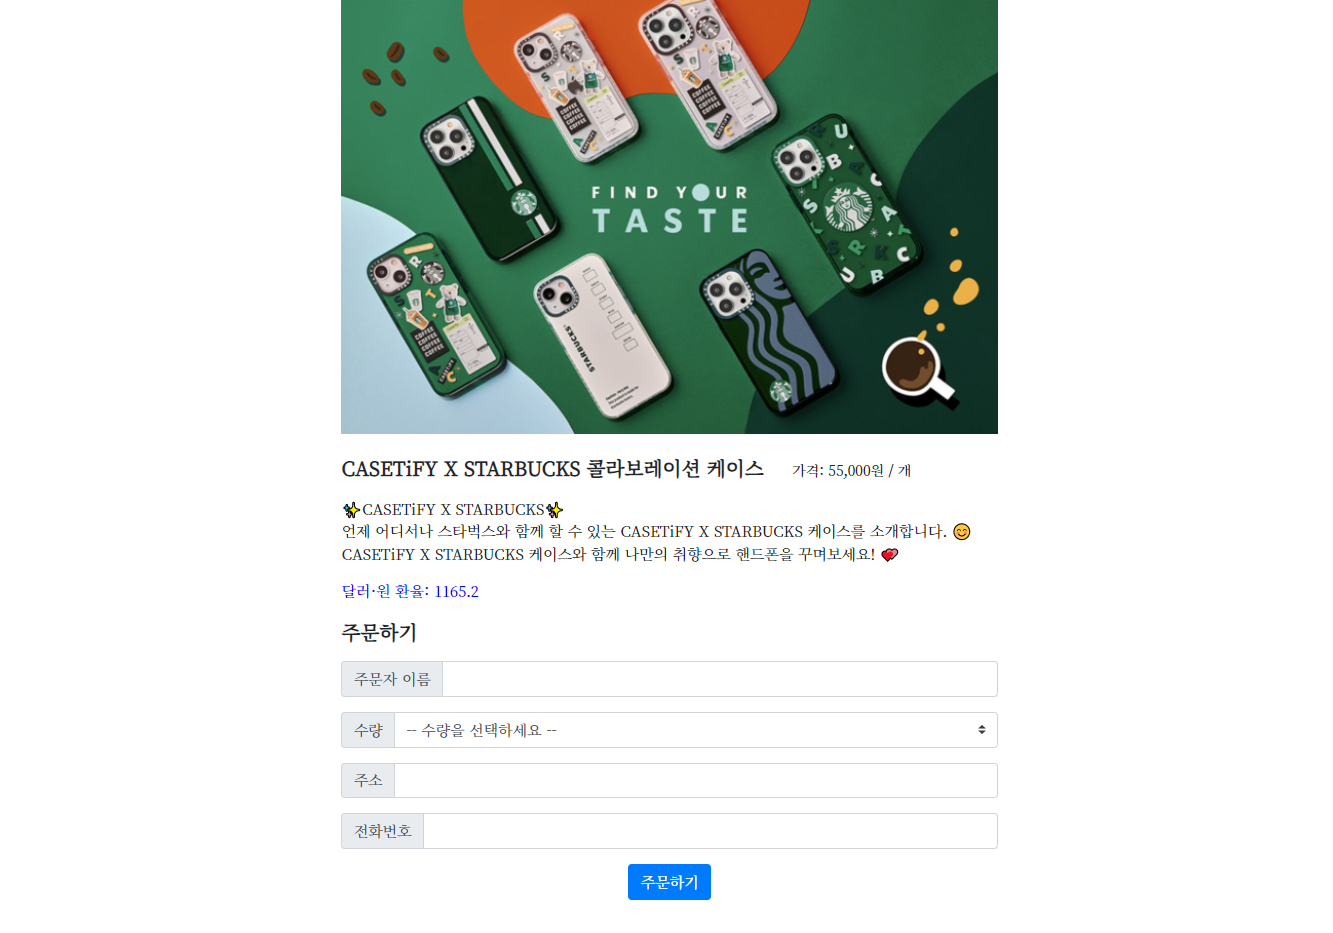 FIND YOUR
TASTE
STARBUCKS
CASETiFY X STARBUCKS 콜라보레이션 케이스 가격: 55,000원 / 개
✨CASETiFY X STARBUCKS✨
언제 어디서나 스타벅스와 함께 할 수 있는 CASETiFY X STARBUCKS 케이스를 소개합니다. 😊
CASETiFY X STARBUCKS 케이스와 함께 나만의 취향으로 핸드폰을 꾸며보세요! 💕
달러·원 환율: 1165.2
주문하기
주문자 이름
수량 -- 수량을 선택하세요 --
주소
전화번호
주문하기